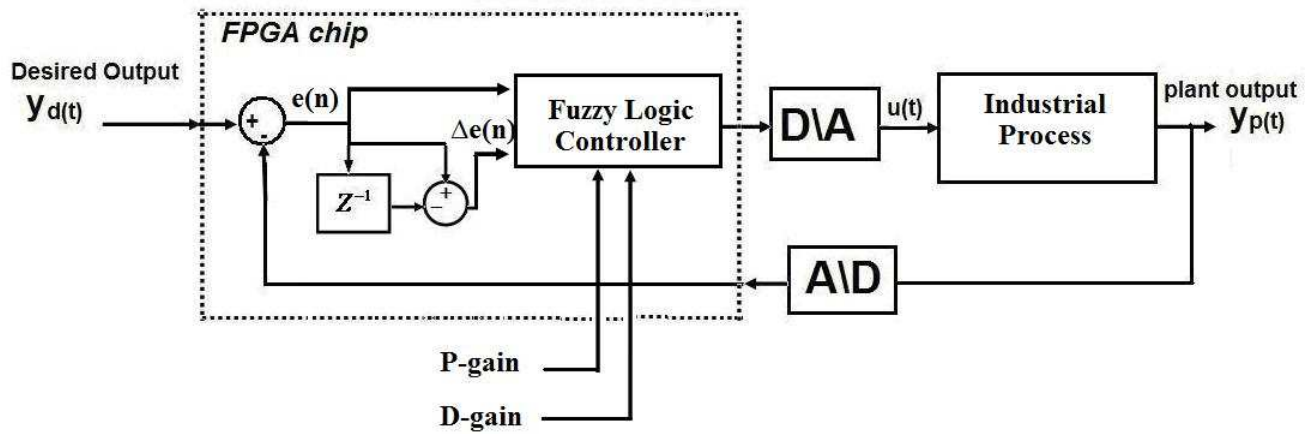 FPGA chip
Desired Output
yd(t)
+
-
e(n)
Δe(n)
Z⁻¹
+
−
Fuzzy Logic
Controller
D\A
u(t)
Industrial
Process
plant output
yp(t)
A\D
P-gain
D-gain